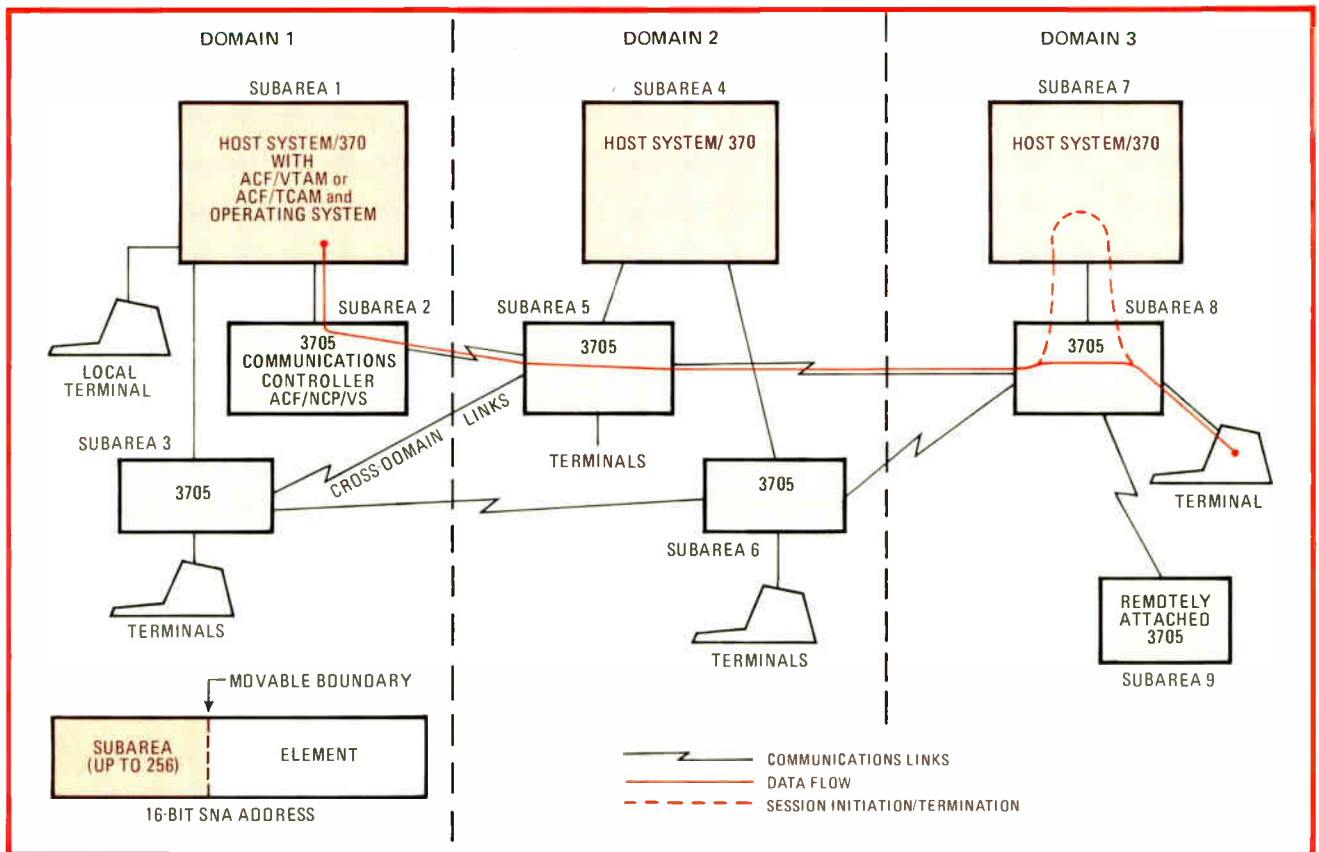 DOMAIN 1
DOMAIN 2
DOMAIN 3
SUBAREA 1
SUBAREA 4
SUBAREA 7
HOST SYSTEM/370
WITH
ACF/VTAM or
ACF/TCAM and
OPERATING SYSTEM
HOST SYSTEM/ 370
HOST SYSTEM/370
LOCAL
TERMINAL
SUBAREA 2
3705
COMMUNICATIONS
CONTROLLER
ACF/NCP/VS
SUBAREA 5
3705
SUBAREA 8
3705
SUBAREA 3
3705
CROSS-DOMAIN LINKS
TERMINALS
3705
SUBAREA 6
TERMINAL
TERMINALS
TERMINALS
REMOTELY
ATTACHED
3705
SUBAREA 9
MOVABLE BOUNDARY
SUBAREA
(UP TO 256)
ELEMENT
16-BIT SNA ADDRESS
COMMUNICATIONS LINKS
DATA FLOW
SESSION INITIATION/TERMINATION